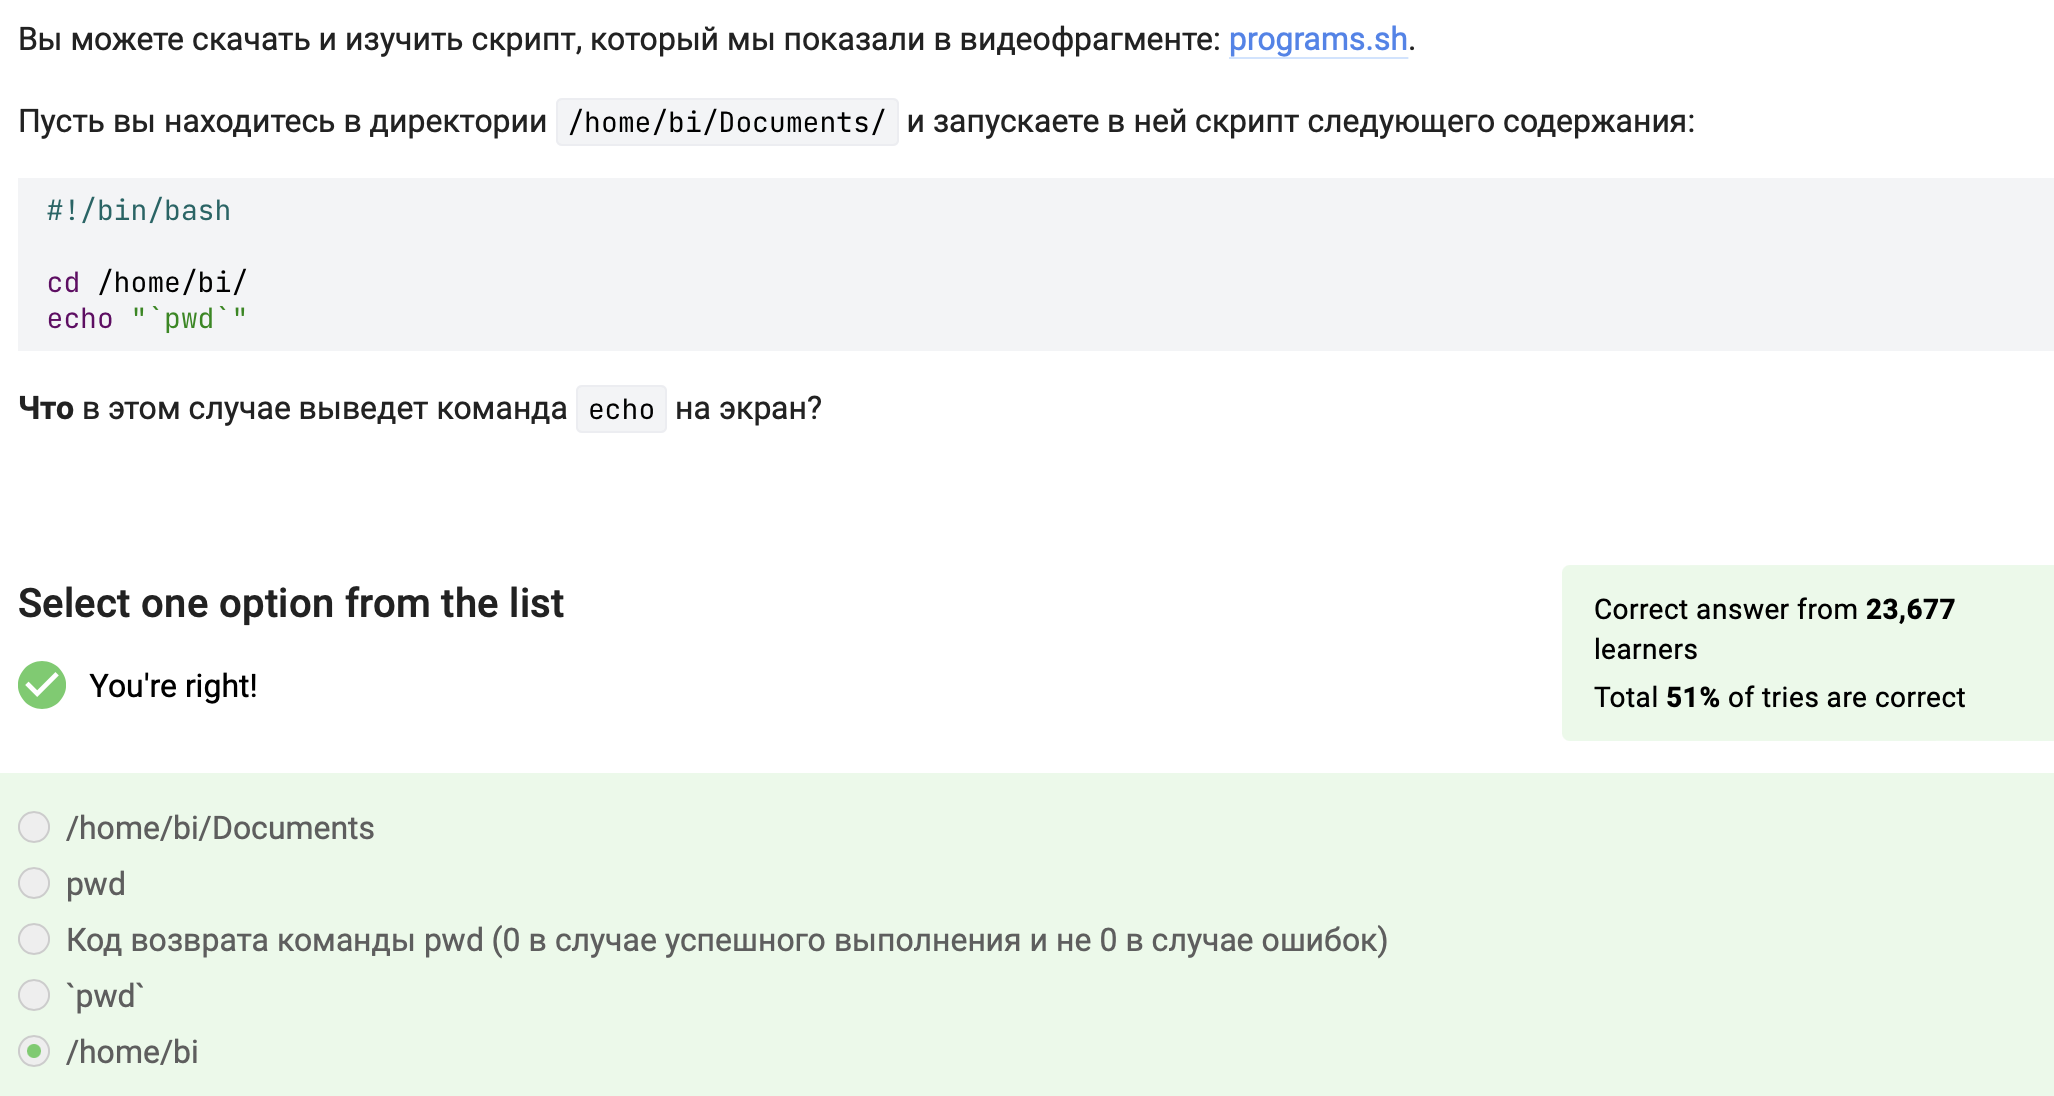 Вы можете скачать и изучить скрипт, который мы показали в видеофрагменте: programs.sh.
Пусть вы находитесь в директории /home/bi/Documents/ и запускаете в ней скрипт следующего содержания:
#!/bin/bash
cd /home/bi/
echo "`pwd`"
Что в этом случае выведет команда echo на экран?
Select one option from the list
You're right!
Correct answer from 23,677
learners
Total 51% of tries are correct
/home/bi/Documents
pwd
Код возврата команды pwd (0 в случае успешного выполнения и не 0 в случае ошибок)
`pwd`
/home/bi